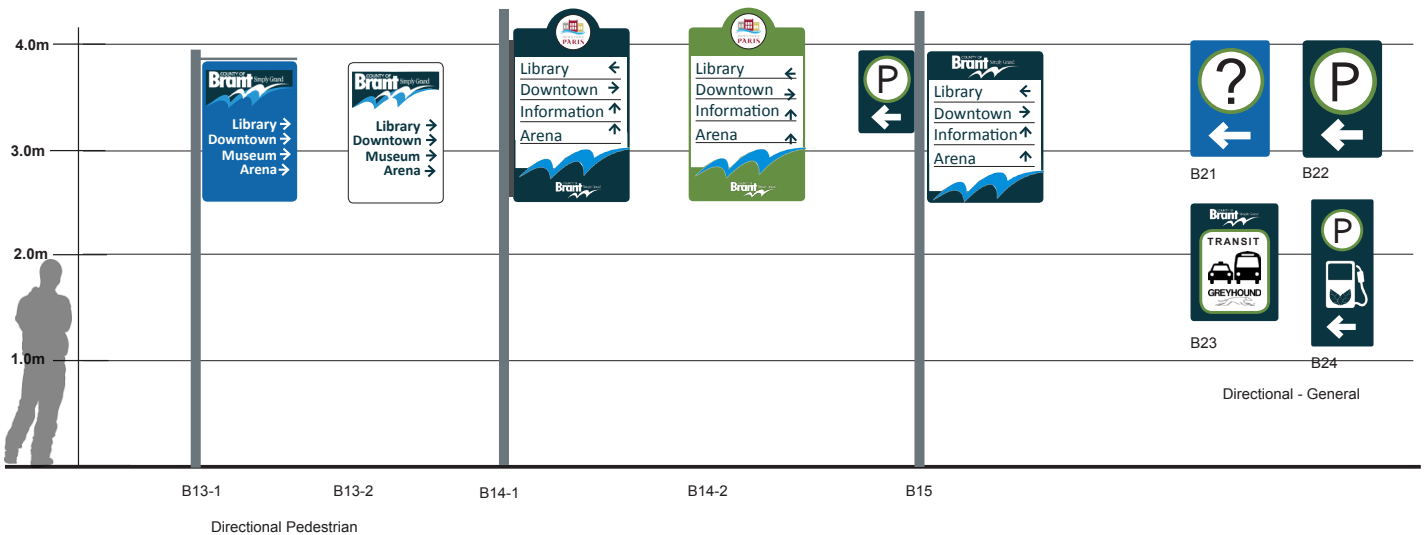 4.0m
3.0m
2.0m
1.0m
COUNTY OF
Brant Simply Grand
Library →
Downtown →
Museum →
Arena →
COUNTY OF
Brant Simply Grand
Library →
Downtown →
Museum →
Arena →
PARIS
Library ←
Downtown →
Information ↑
Arena ↑
Brant
PARIS
Library ←
Downtown →
Information ↑
Arena ↑
Brant
P
←
Brant
Library ←
Downtown →
Information ↑
Arena ↑
?
←
P
←
B21
B22
Brant
TRANSIT
GREYHOUND
P
←
B23
B24
Directional - General
B13-1
B13-2
B14-1
B14-2
B15
Directional Pedestrian